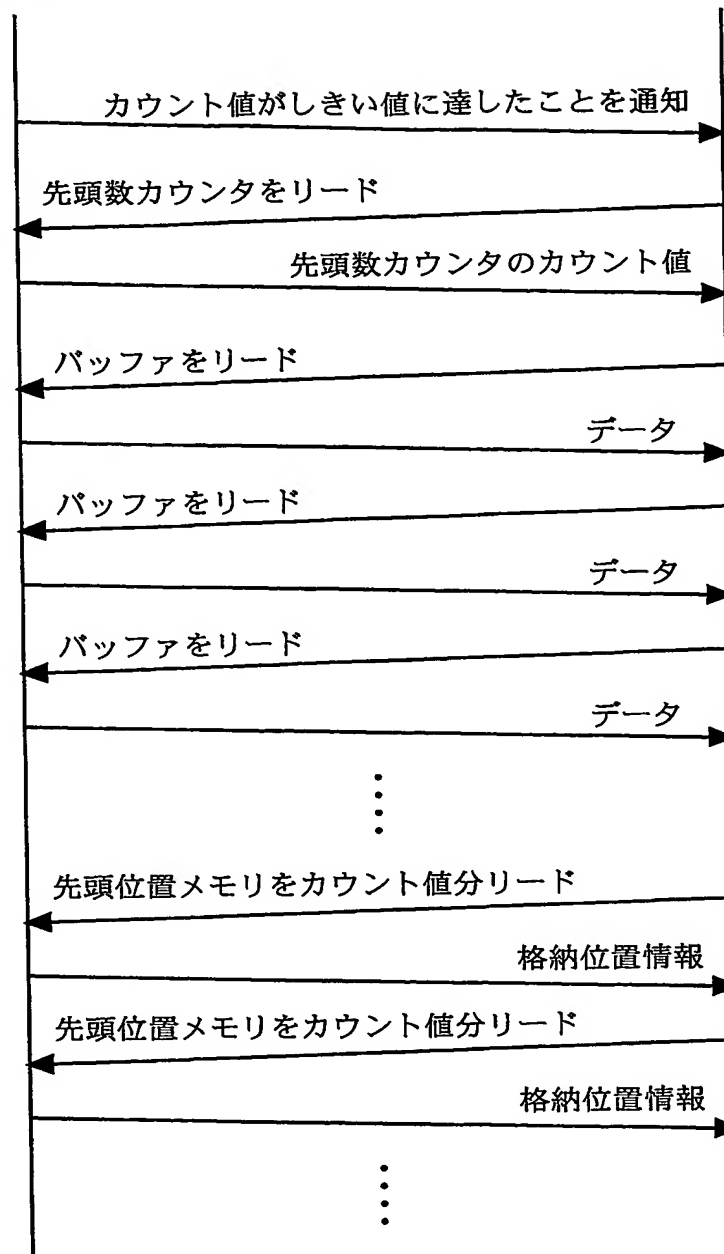 カウント値がしきい値に達したことを通知
先頭数カウンタをリード
先頭数カウンタのカウント値
バッファをリード
データ
バッファをリード
データ
バッファをリード
データ
先頭位置メモリをカウント値分リード
格納位置情報
先頭位置メモリをカウント値分リード
格納位置情報